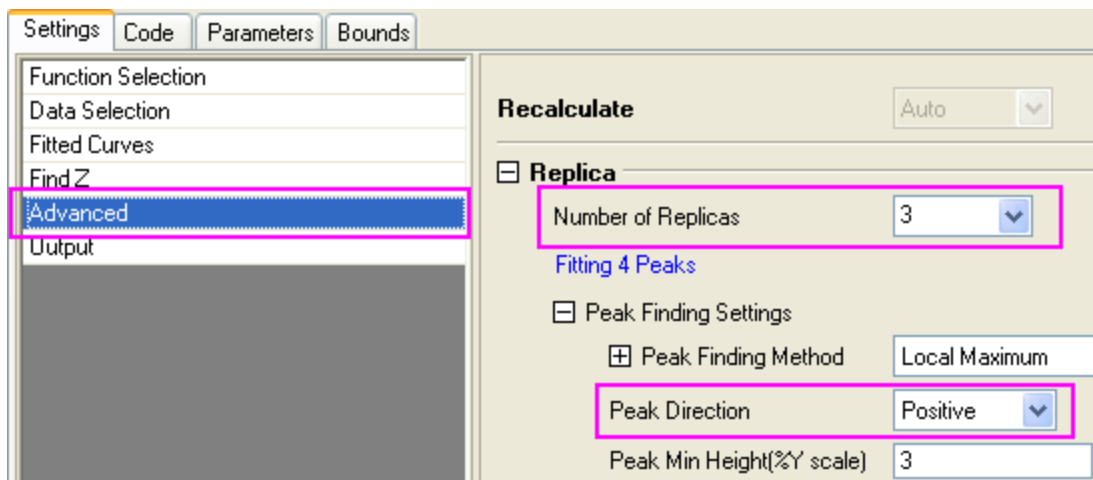 Settings Code Parameters Bounds
Function Selection
Data Selection
Fitted Curves
Find Z
Advanced
Output
Recalculate Auto
Replica
Number of Replicas 3
Fitting 4 Peaks
Peak Finding Settings
Peak Finding Method Local Maximum
Peak Direction Positive
Peak Min Height(%Y scale) 3